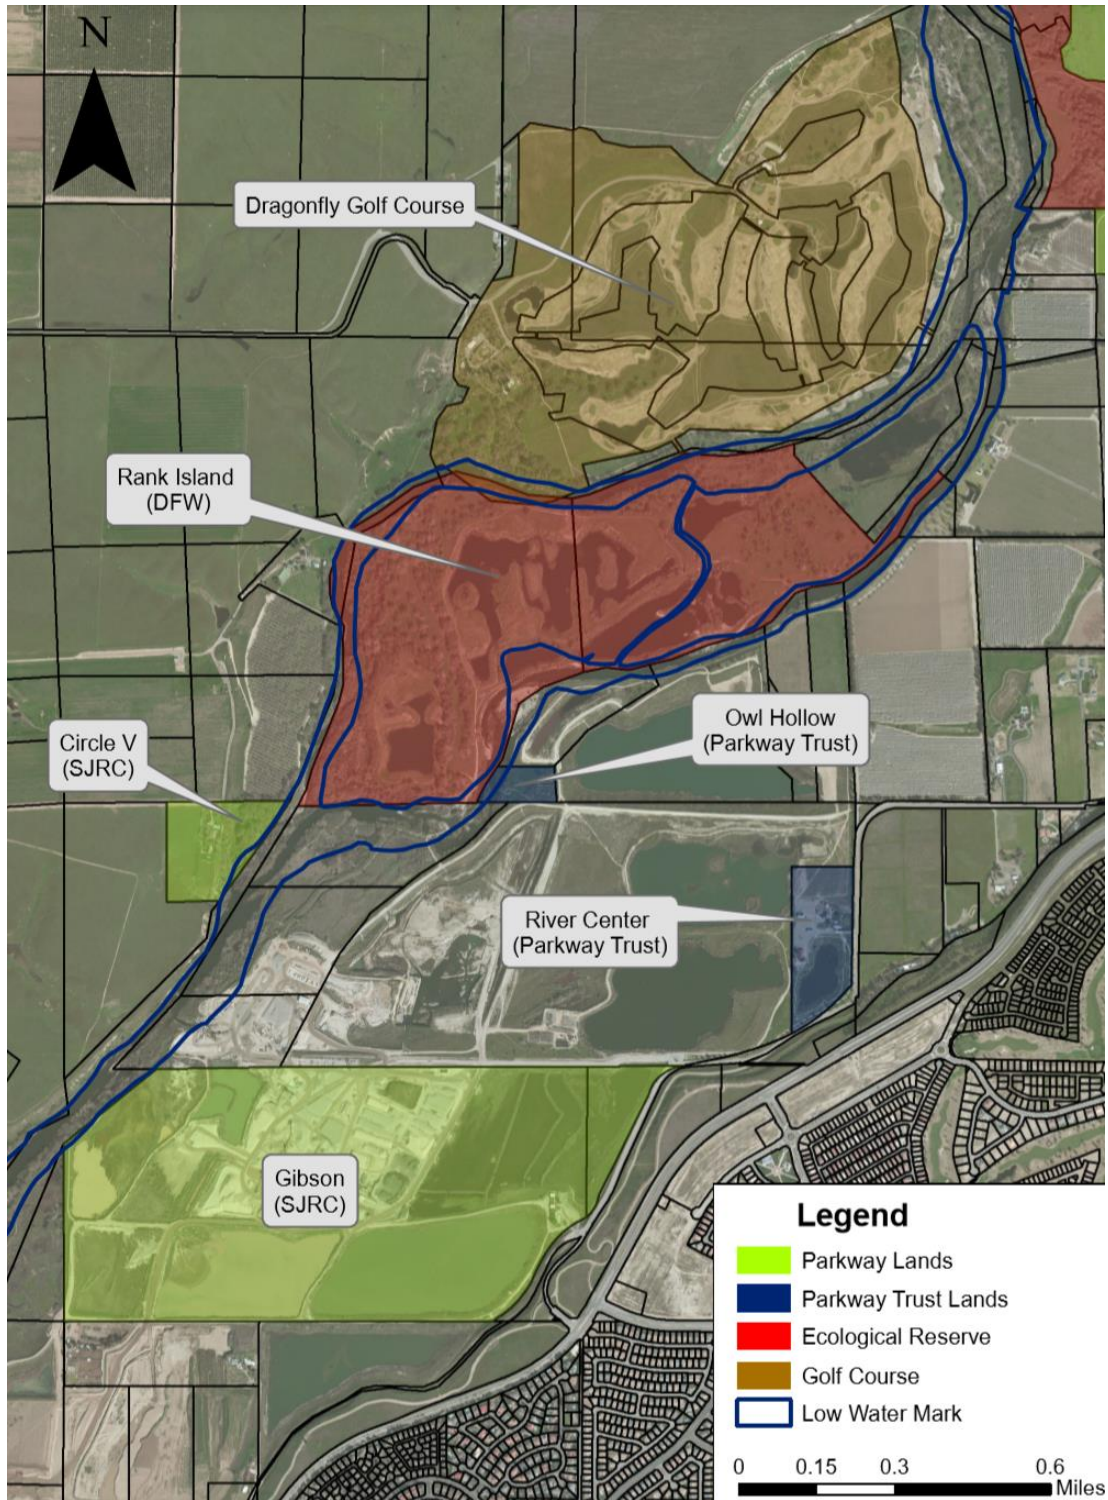 N
Dragonfly Golf Course
Rank Island
(DFW)
Owl Hollow
(Parkway Trust)
Circle V
(SJRC)
River Center
(Parkway Trust)
Gibson
(SJRC)
Legend
Parkway Lands
Parkway Trust Lands
Ecological Reserve
Golf Course
Low Water Mark
0 0.15 0.3 0.6
Miles